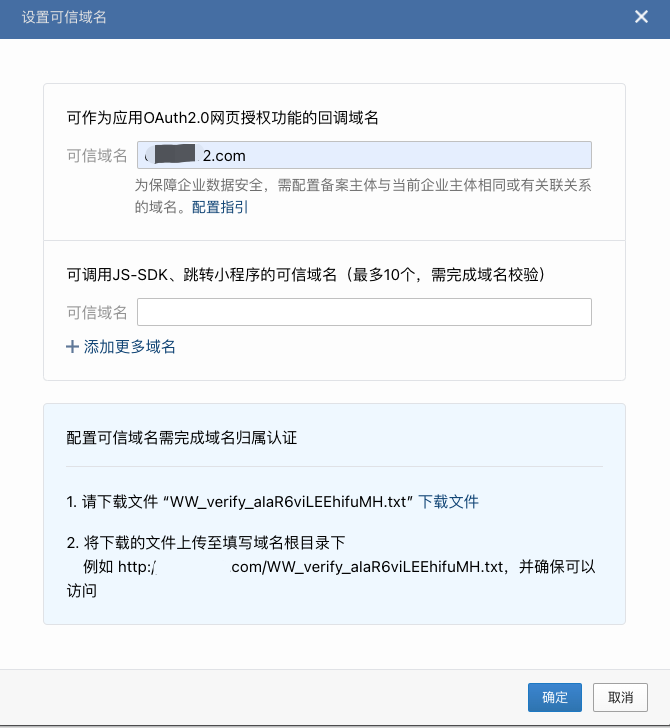 设置可信域名
可作为应用OAuth2.0网页授权功能的回调域名
可信域名
2.com
为保障企业数据安全，需配置备案主体与当前企业主体相同或有关联关系
的域名。配置指引
可调用JS-SDK、跳转小程序的可信域名（最多10个，需完成域名校验）
可信域名
添加更多域名
配置可信域名需完成域名归属认证
1. 请下载文件 “WW_verify_alaR6viLEEhifuMH.txt” 下载文件
2. 将下载的文件上传至填写域名根目录下
例如 http:/ .com/WW_verify_alaR6viLEEhifuMH.txt，并确保可以
访问
确定 取消